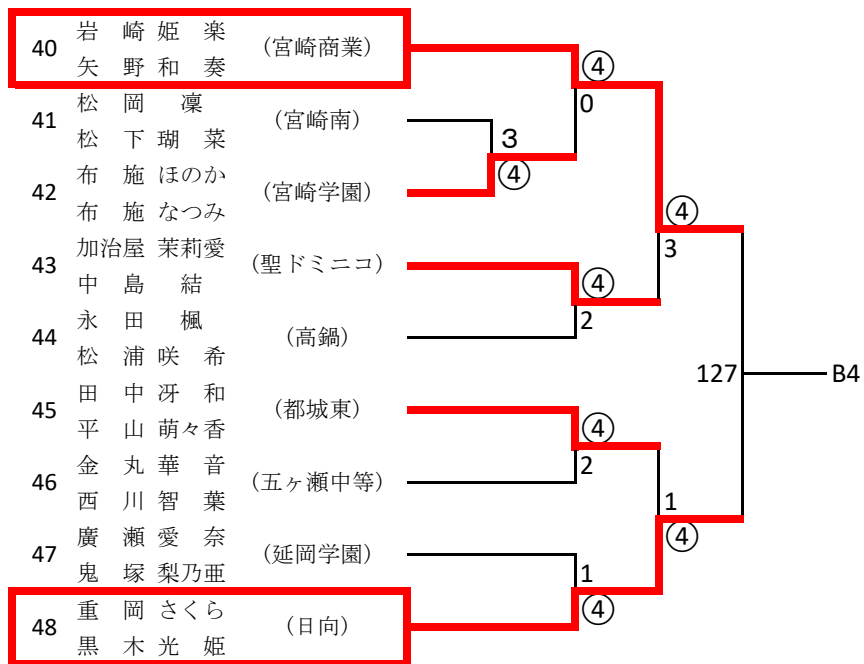 40 岩崎姫楽 (宮崎商業)
矢野和奏
④
0
41 松岡凜 (宮崎南)
松下瑚菜
3
④
42 布施ほのか (宮崎学園)
布施なつみ
④
3
43 加治屋茉莉愛 (聖ドミニコ)
中島結
④
2
44 永田楓 (高鍋)
松浦咲希
127 B4
45 田中冴和 (都城東)
平山萌々香
④
2
46 金丸華音 (五ヶ瀬中等)
西川智葉
1
④
47 廣瀬愛奈 (延岡学園)
鬼塚梨乃亜
1
④
48 重岡さくら (日向)
黒木光姫